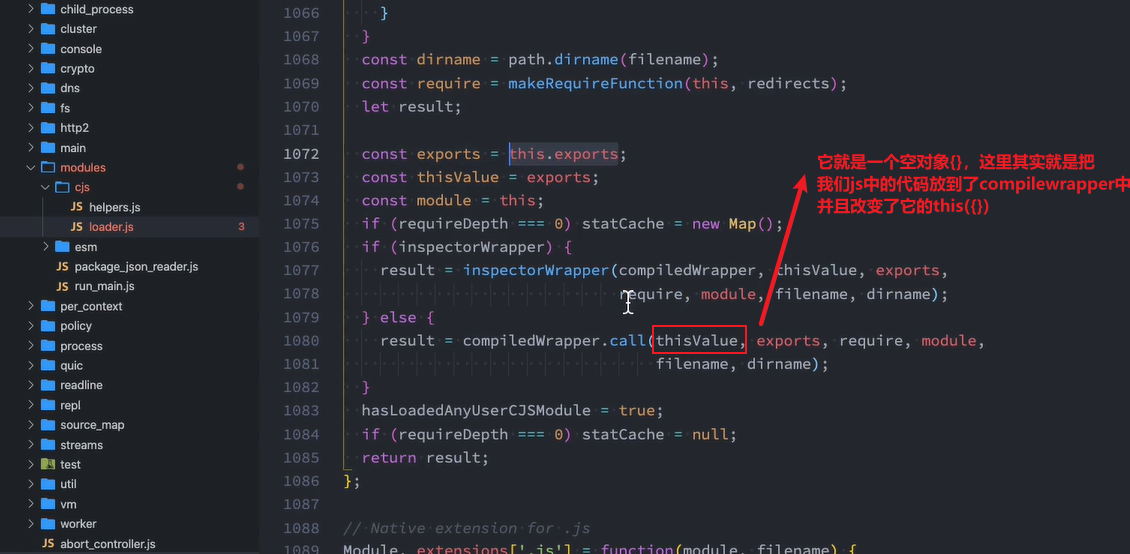 child_process
cluster
console
crypto
dns
fs
http2
main
modules
cjs
JS helpers.js
JS loader.js 3
esm
JS package_json_reader.js
JS run_main.js
per_context
policy
process
quic
readline
repl
source_map
streams
test
util
vm
worker
JS abort_controller.js
1066 }
1067 }
1068 const dirname = path.dirname(filename);
1069 const require = makeRequireFunction(this, redirects);
1070 let result;
1071
1072 const exports = this.exports;
1073 const thisValue = exports;
1074 const module = this;
1075 if (requireDepth === 0) statCache = new Map();
1076 if (inspectorWrapper) {
1077 result = inspectorWrapper(compiledWrapper, thisValue, exports,
1078 require, module, filename, dirname);
1079 } else {
1080 result = compiledWrapper.call(thisValue, exports, require, module,
1081 filename, dirname);
1082 }
1083 hasLoadedAnyUserCJSModule = true;
1084 if (requireDepth === 0) statCache = null;
1085 return result;
1086 };
1087
1088 // Native extension for .js
1089 Module._extensions['.js'] = function(module, filename) {
它就是一个空对象{}，这里其实就是把
我们js中的代码放到了compilewrapper中
并且改变了它的this({})